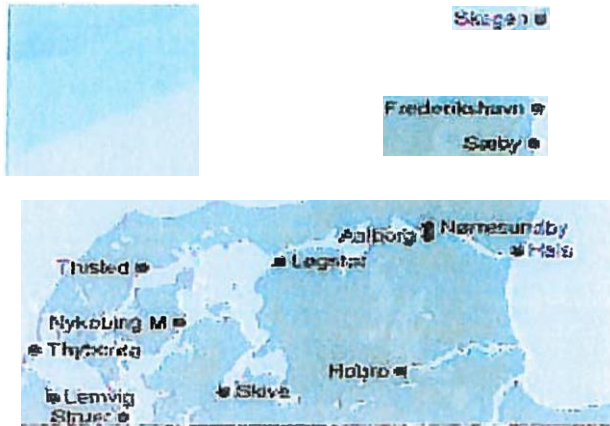 Skagen
Frederikshavn
Sæby
Nørresundby
Aalborg
Hals
Løgstør
Thisted
Nykøbing M
Thyborøn
Hobro
Skive
Lemvig
Struer